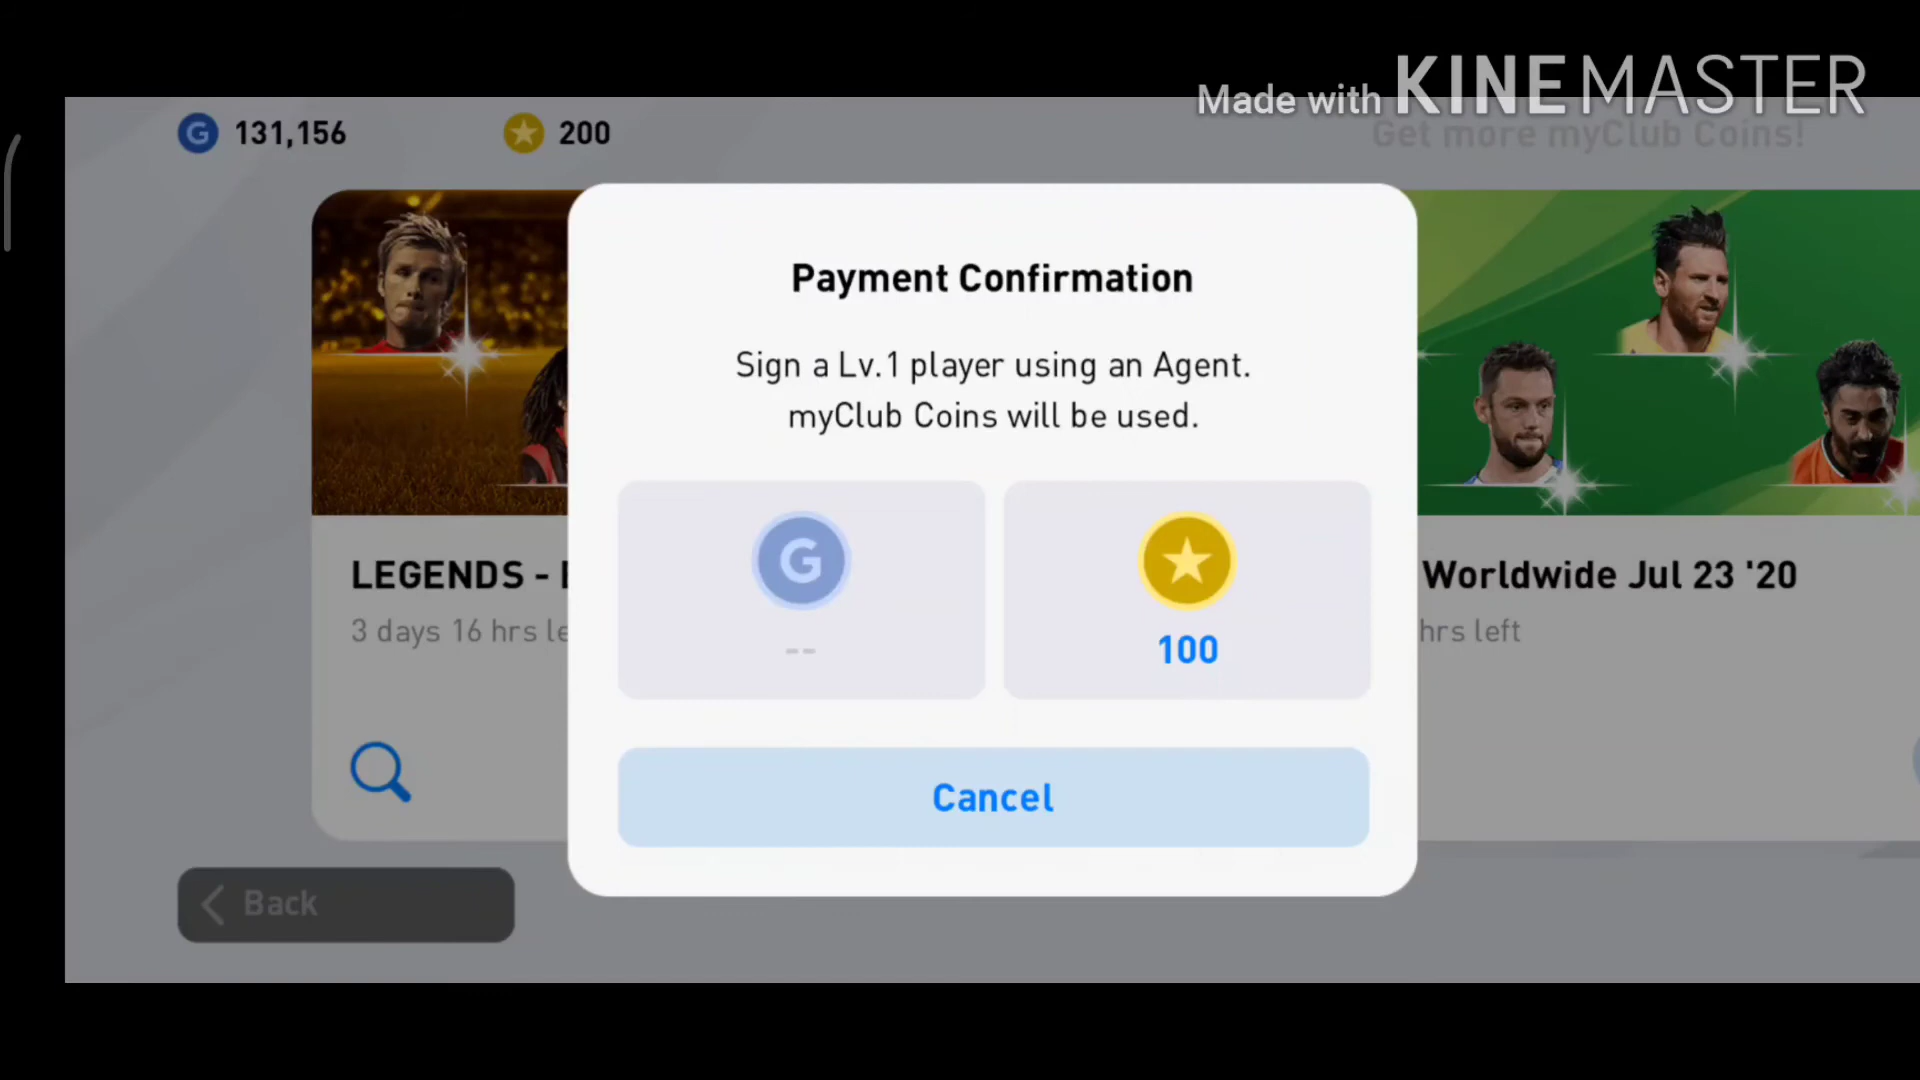 Made with KINEMASTER
G 131,156
200
Get more myClub Coins!
Payment Confirmation
Sign a Lv.1 player using an Agent.
myClub Coins will be used.
G
--
100
LEGENDS -
3 days 16 hrs
Worldwide Jul 23 '20
hrs left
Cancel
Back